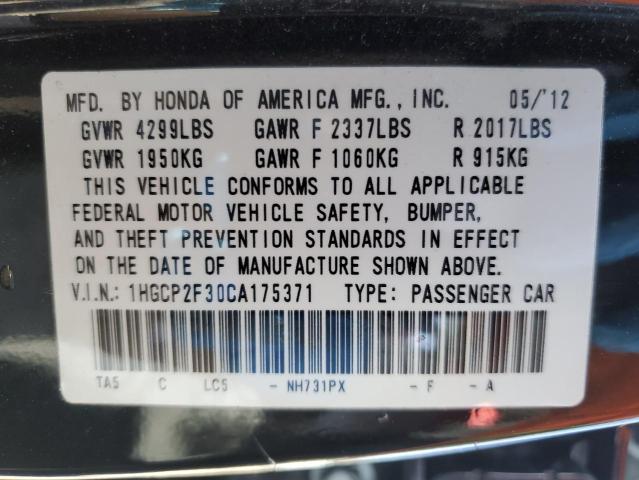 MFD. BY HONDA OF AMERICA MFG., INC. 05/'12
GVWR 4299LBS GAWR F 2337LBS R 2017LBS
GVWR 1950KG GAWR F 1060KG R 915KG
THIS VEHICLE CONFORMS TO ALL APPLICABLE
FEDERAL MOTOR VEHICLE SAFETY, BUMPER,
AND THEFT PREVENTION STANDARDS IN EFFECT
ON THE DATE OF MANUFACTURE SHOWN ABOVE.
V.I.N.: 1HGCP2F30CA175371 TYPE: PASSENGER CAR
TA5 C LC5 - NH731PX - F - A